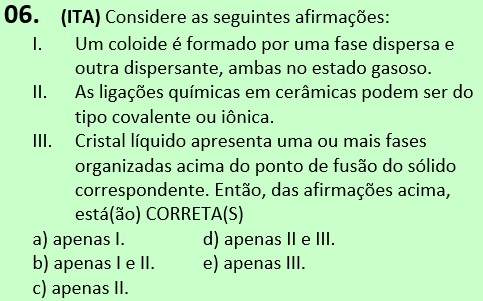 06. (ITA) Considere as seguintes afirmações:
I. Um coloide é formado por uma fase dispersa e
outra dispersante, ambas no estado gasoso.
II. As ligações químicas em cerâmicas podem ser do
tipo covalente ou iônica.
III. Cristal líquido apresenta uma ou mais fases
organizadas acima do ponto de fusão do sólido
correspondente. Então, das afirmações acima,
está(ão) CORRETA(S)
a) apenas I. d) apenas II e III.
b) apenas I e II. e) apenas III.
c) apenas II.